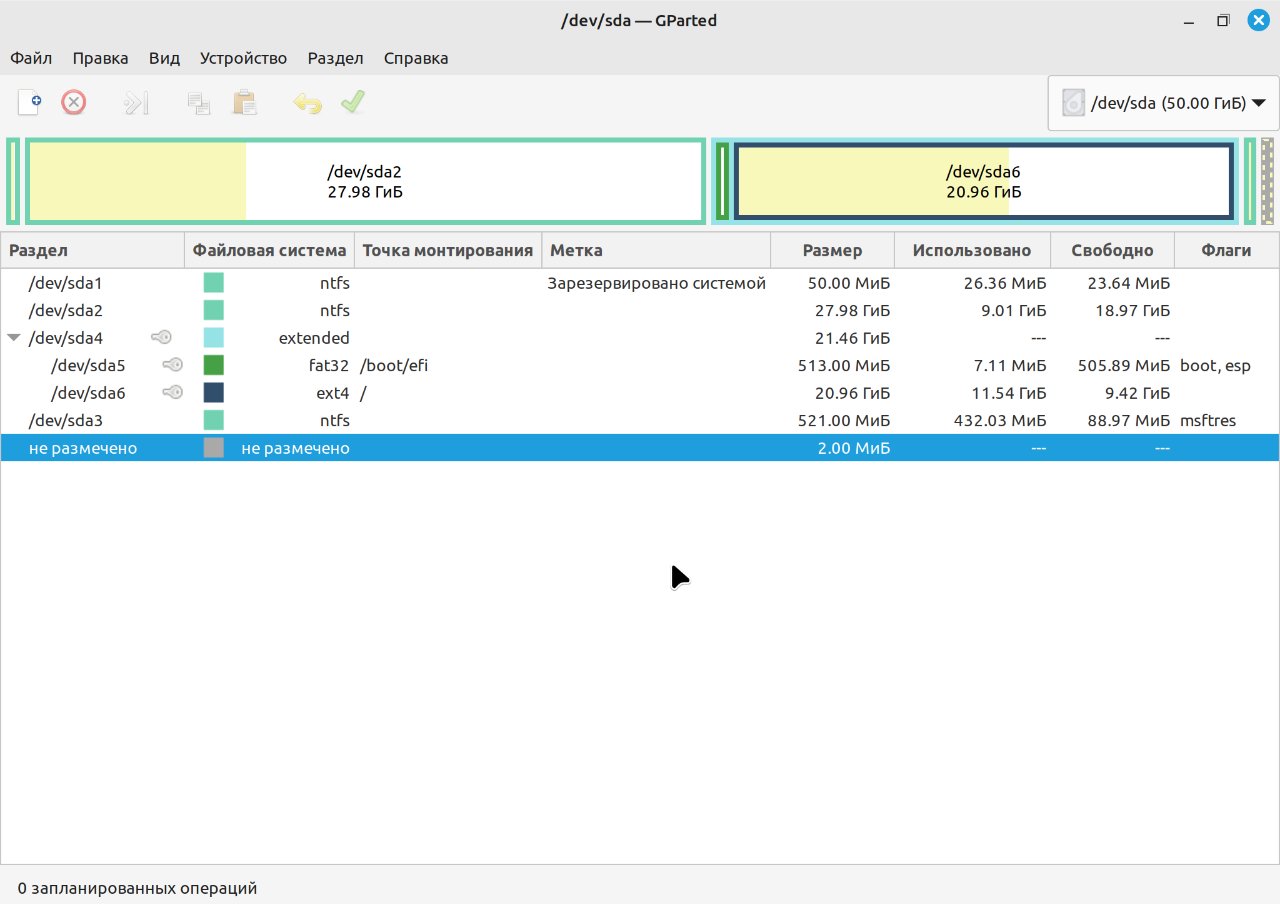 /dev/sda — GParted
Файл Правка Вид Устройство Раздел Справка
/dev/sda (50.00 ГиБ)
/dev/sda2
27.98 ГиБ
/dev/sda6
20.96 ГиБ
Раздел Файловая система Точка монтирования Метка Размер Использовано Свободно Флаги
/dev/sda1 ntfs Зарезервировано системой 50.00 МиБ 26.36 МиБ 23.64 МиБ
/dev/sda2 ntfs 27.98 ГиБ 9.01 ГиБ 18.97 ГиБ
/dev/sda4 extended 21.46 ГиБ --- ---
/dev/sda5 fat32 /boot/efi 513.00 МиБ 7.11 МиБ 505.89 МиБ boot, esp
/dev/sda6 ext4 / 20.96 ГиБ 11.54 ГиБ 9.42 ГиБ
/dev/sda3 ntfs 521.00 МиБ 432.03 МиБ 88.97 МиБ msftres
не размечено не размечено 2.00 МиБ --- ---
0 запланированных операций